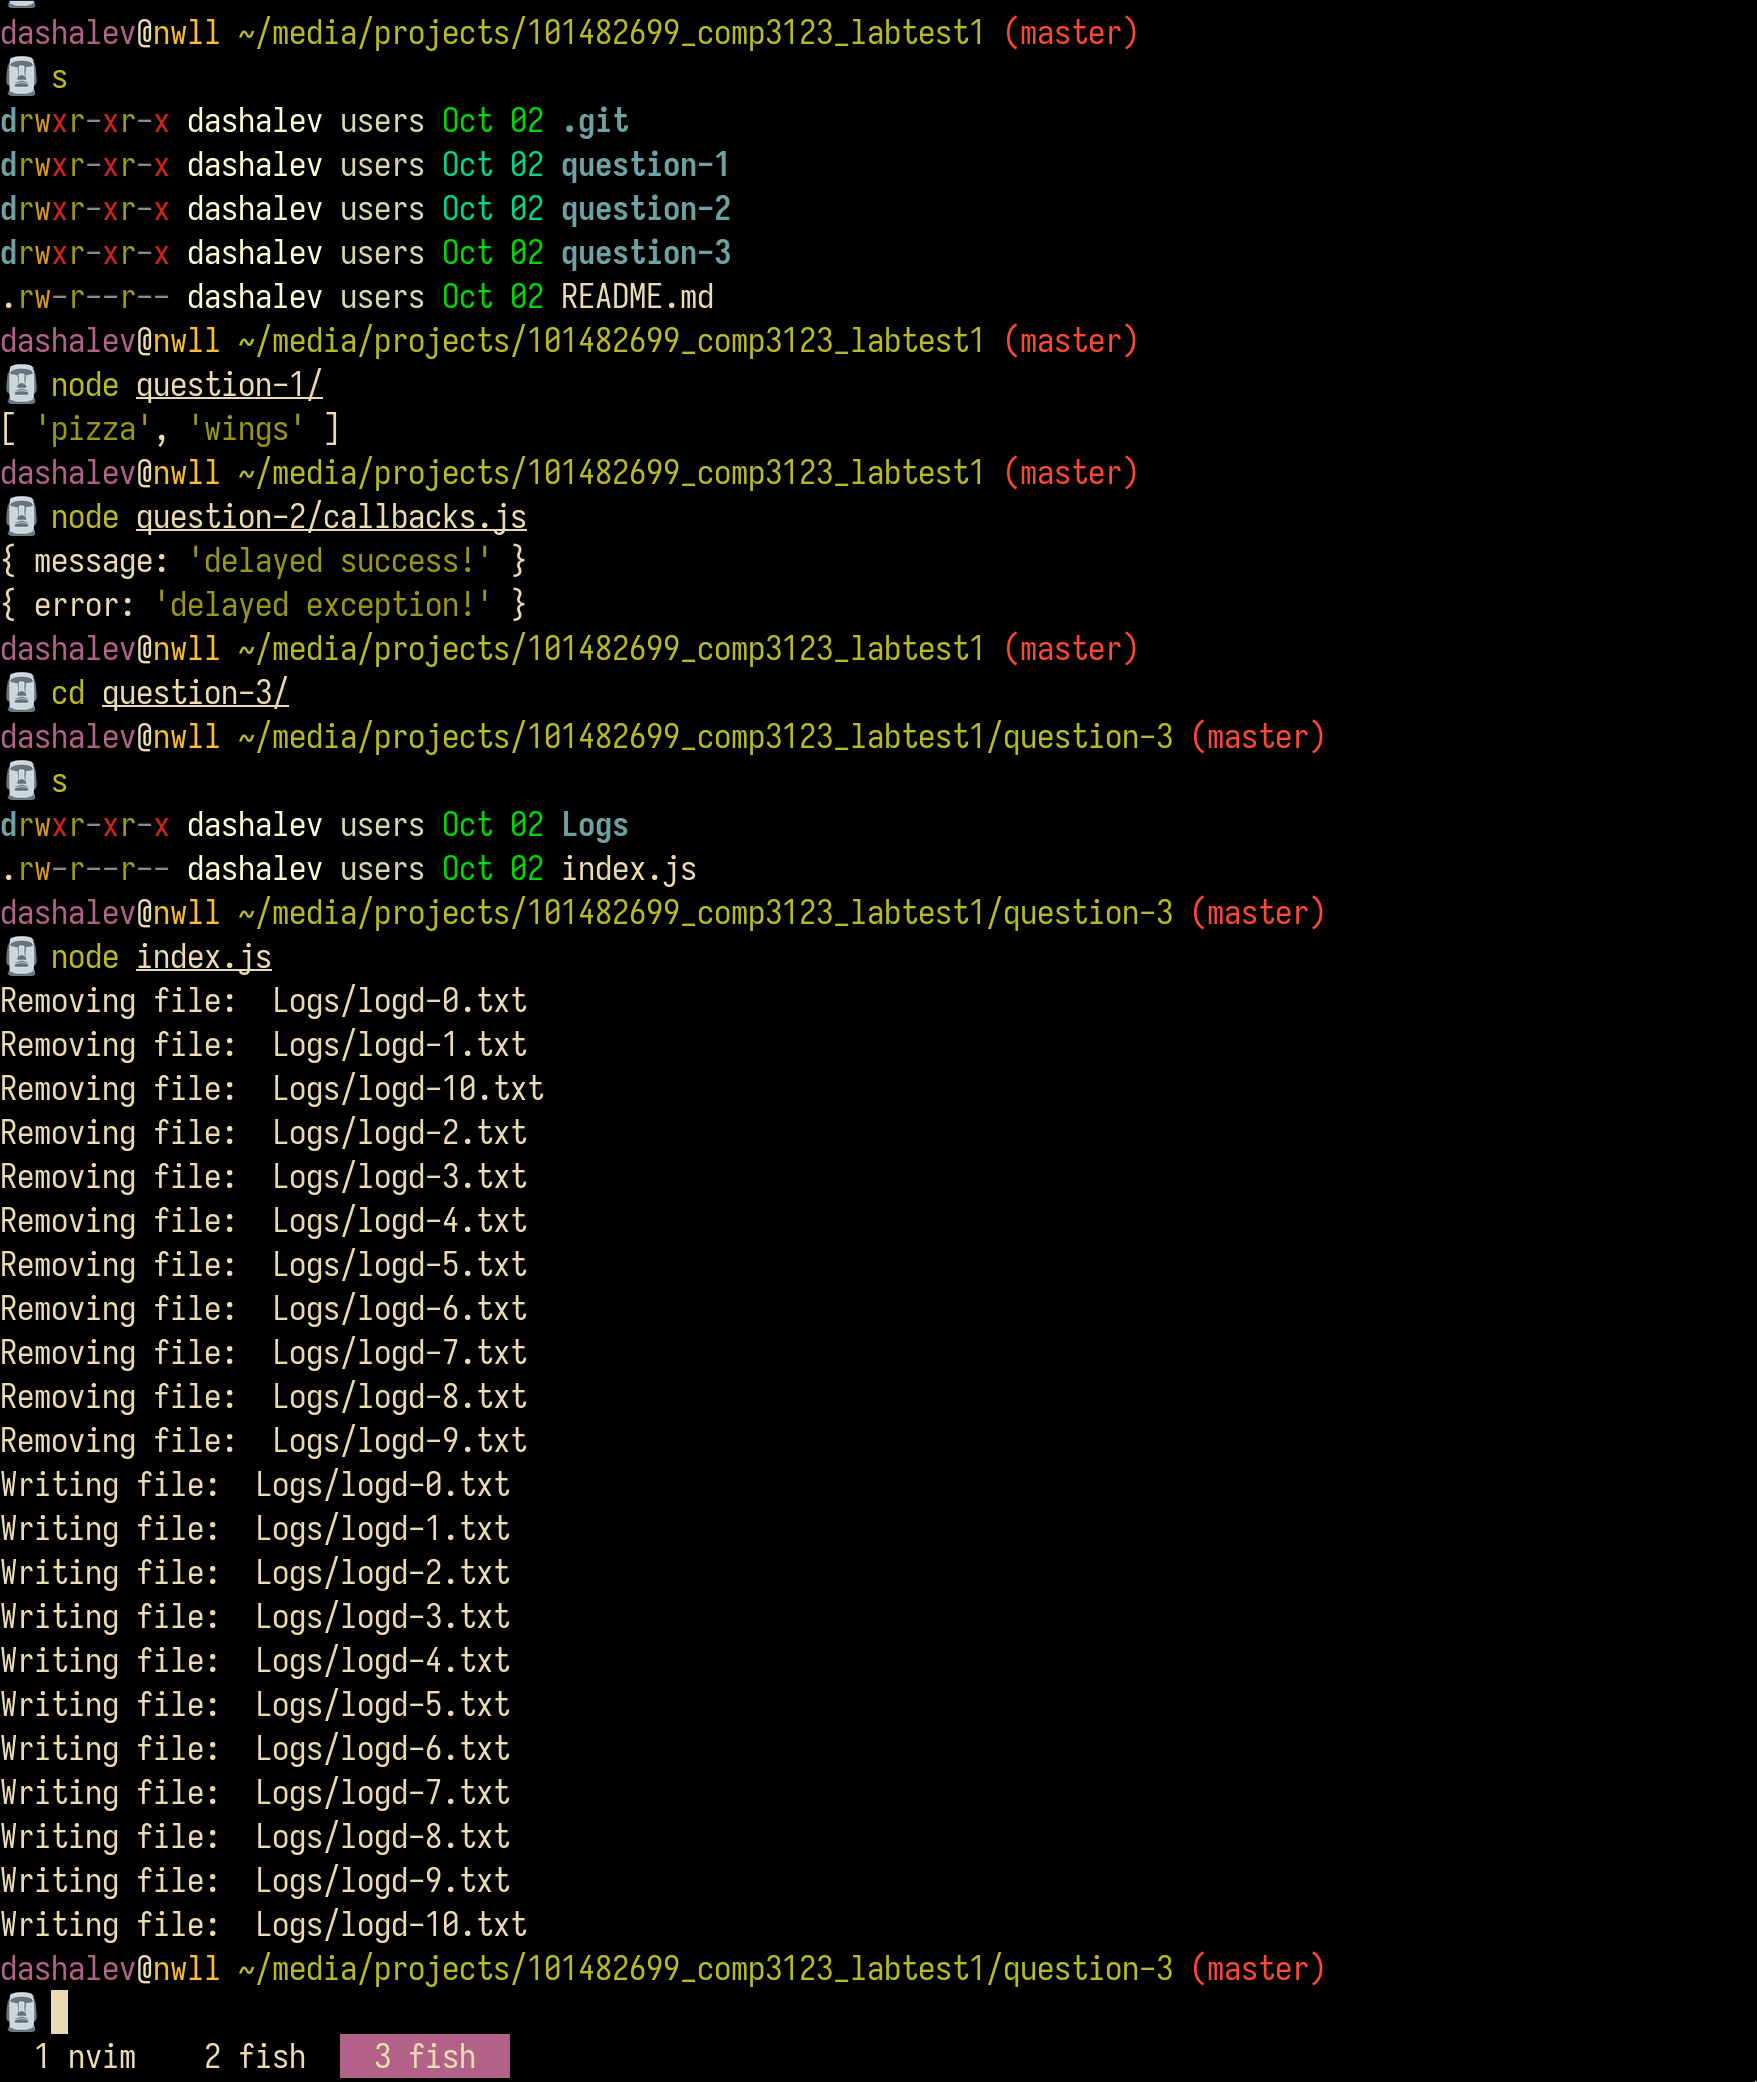 dashalev@nwll ~/media/projects/101482699_comp3123_labtest1 (master)
🗿 s
drwxr-xr-x dashalev users Oct 02 .git
drwxr-xr-x dashalev users Oct 02 question-1
drwxr-xr-x dashalev users Oct 02 question-2
drwxr-xr-x dashalev users Oct 02 question-3
.rw-r--r-- dashalev users Oct 02 README.md
dashalev@nwll ~/media/projects/101482699_comp3123_labtest1 (master)
🗿 node question-1/
[ 'pizza', 'wings' ]
dashalev@nwll ~/media/projects/101482699_comp3123_labtest1 (master)
🗿 node question-2/callbacks.js
{ message: 'delayed success!' }
{ error: 'delayed exception!' }
dashalev@nwll ~/media/projects/101482699_comp3123_labtest1 (master)
🗿 cd question-3/
dashalev@nwll ~/media/projects/101482699_comp3123_labtest1/question-3 (master)
🗿 s
drwxr-xr-x dashalev users Oct 02 Logs
.rw-r--r-- dashalev users Oct 02 index.js
dashalev@nwll ~/media/projects/101482699_comp3123_labtest1/question-3 (master)
🗿 node index.js
Removing file:  Logs/logd-0.txt
Removing file:  Logs/logd-1.txt
Removing file:  Logs/logd-10.txt
Removing file:  Logs/logd-2.txt
Removing file:  Logs/logd-3.txt
Removing file:  Logs/logd-4.txt
Removing file:  Logs/logd-5.txt
Removing file:  Logs/logd-6.txt
Removing file:  Logs/logd-7.txt
Removing file:  Logs/logd-8.txt
Removing file:  Logs/logd-9.txt
Writing file:  Logs/logd-0.txt
Writing file:  Logs/logd-1.txt
Writing file:  Logs/logd-2.txt
Writing file:  Logs/logd-3.txt
Writing file:  Logs/logd-4.txt
Writing file:  Logs/logd-5.txt
Writing file:  Logs/logd-6.txt
Writing file:  Logs/logd-7.txt
Writing file:  Logs/logd-8.txt
Writing file:  Logs/logd-9.txt
Writing file:  Logs/logd-10.txt
dashalev@nwll ~/media/projects/101482699_comp3123_labtest1/question-3 (master)
🗿
1 nvim 2 fish 3 fish